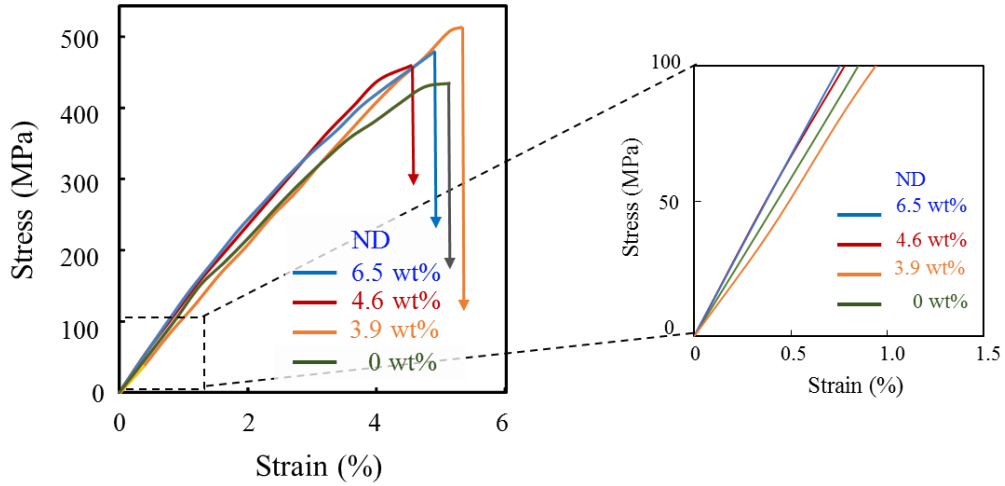 500
400
300
200
100
0
Stress (MPa)
ND
6.5 wt%
4.6 wt%
3.9 wt%
0 wt%
0 2 4 6
Strain (%)
100
50
0
Stress (MPa)
ND
6.5 wt%
4.6 wt%
3.9 wt%
0 wt%
0 0.5 1.0 1.5
Strain (%)